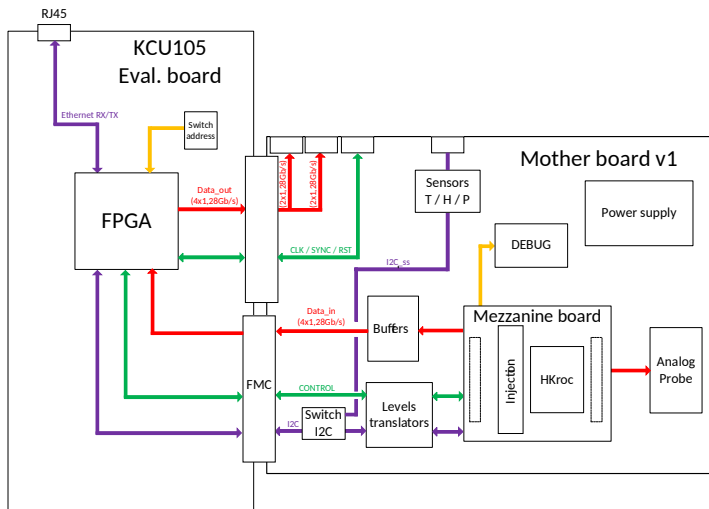 RJ45
KCU105
Eval. board
Ethernet RX/TX
Switch
address
Mother board v1
(2x1,28Gb/s)
(2x1,28Gb/s)
Sensors
T / H / P
Power supply
Data_out
(4x1,28Gb/s)
FPGA
DEBUG
CLK / SYNC / RST
I2C_ss
Data_in
(4x1,28Gb/s)
Buffers
Mezzanine board
Injection
HKroc
Analog
Probe
FMC
CONTROL
Levels
translators
I2C
Switch
I2C